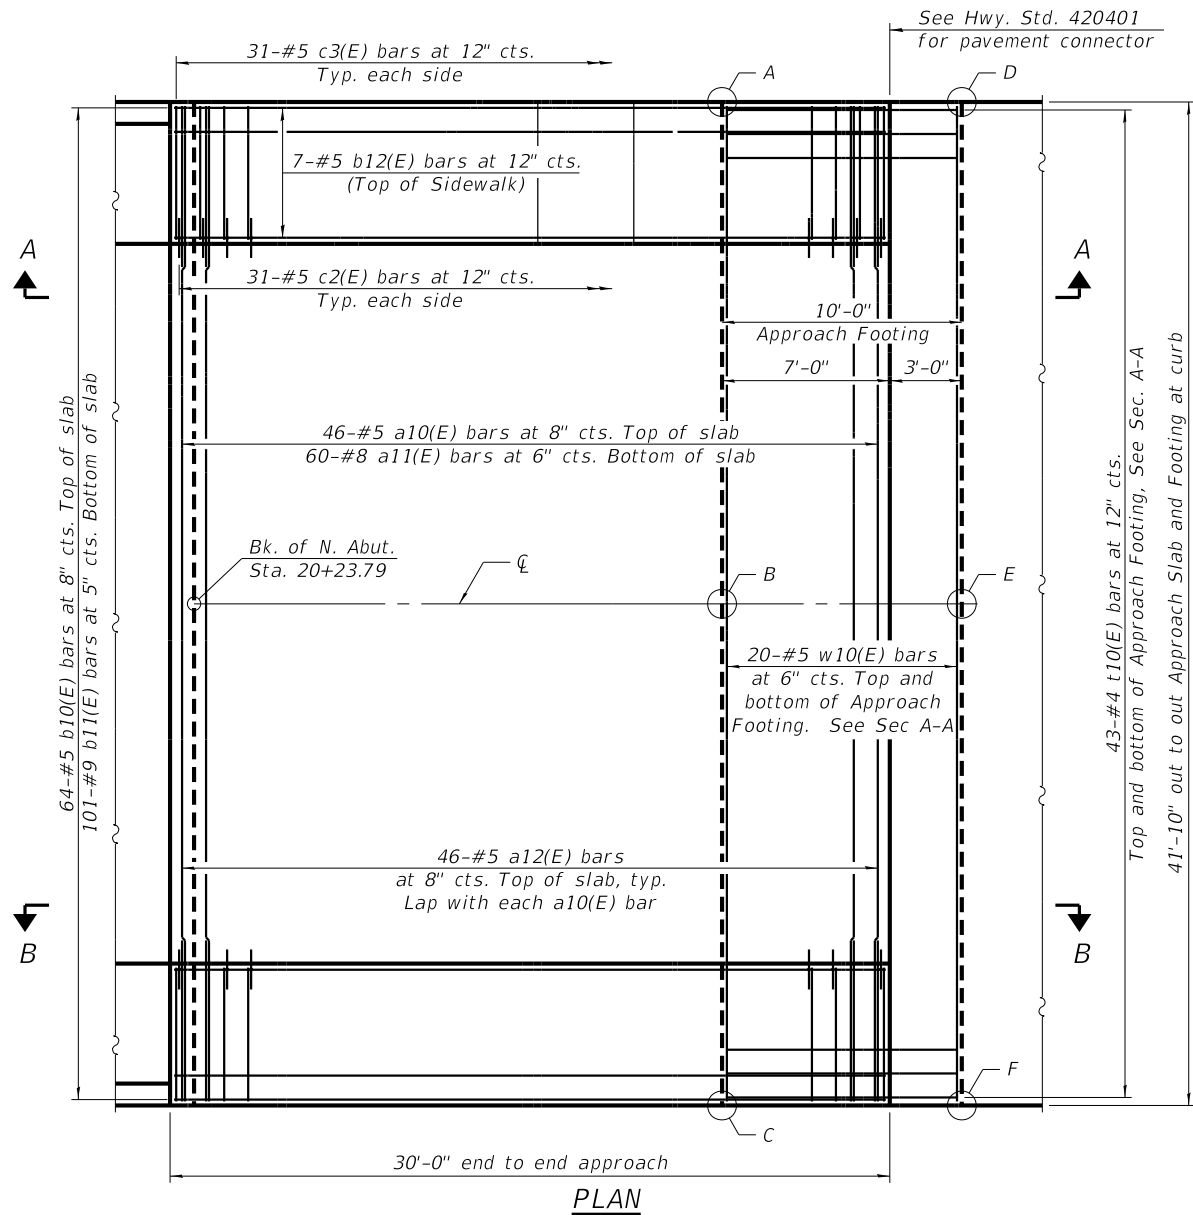 See Hwy. Std. 420401
for pavement connector
31-#5 c3(E) bars at 12" cts.
Typ. each side
A
D
7-#5 b12(E) bars at 12" cts.
(Top of Sidewalk)
A
A
31-#5 c2(E) bars at 12" cts.
Typ. each side
10'-0"
Approach Footing
7'-0"
3'-0"
46-#5 a10(E) bars at 8" cts. Top of slab
60-#8 a11(E) bars at 6" cts. Bottom of slab
64-#5 b10(E) bars at 8" cts. Top of slab
101-#9 b11(E) bars at 5" cts. Bottom of slab
43-#4 t10(E) bars at 12" cts.
Top and bottom of Approach Footing, See Sec. A-A
41'-10" out to out Approach Slab and Footing at curb
Bk. of N. Abut.
Sta. 20+23.79
℄
B
E
20-#5 w10(E) bars
at 6" cts. Top and
bottom of Approach
Footing. See Sec A-A
46-#5 a12(E) bars
at 8" cts. Top of slab, typ.
Lap with each a10(E) bar
B
B
F
C
30'-0" end to end approach
PLAN